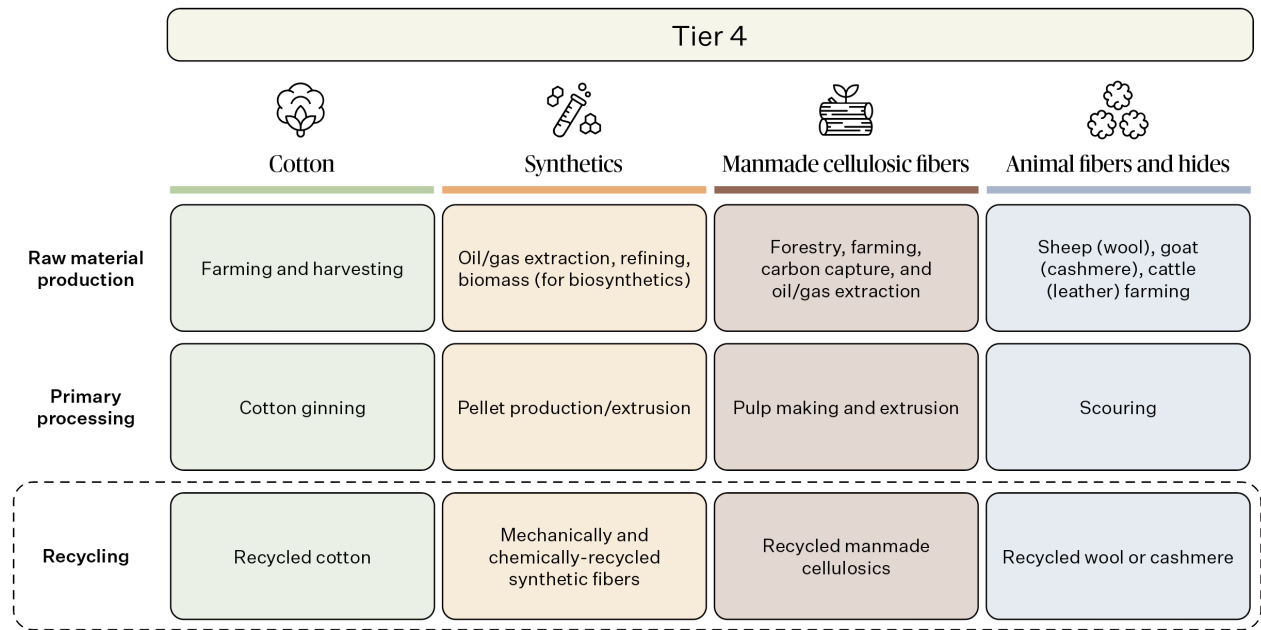 Tier 4
Cotton
Synthetics
Manmade cellulosic fibers
Animal fibers and hides
Raw material
production
Farming and harvesting
Oil/gas extraction, refining,
biomass (for biosynthetics)
Forestry, farming,
carbon capture, and
oil/gas extraction
Sheep (wool), goat
(cashmere), cattle
(leather) farming
Primary
processing
Cotton ginning
Pellet production/extrusion
Pulp making and extrusion
Scouring
Recycling
Recycled cotton
Mechanically and
chemically-recycled
synthetic fibers
Recycled manmade
cellulosics
Recycled wool or cashmere